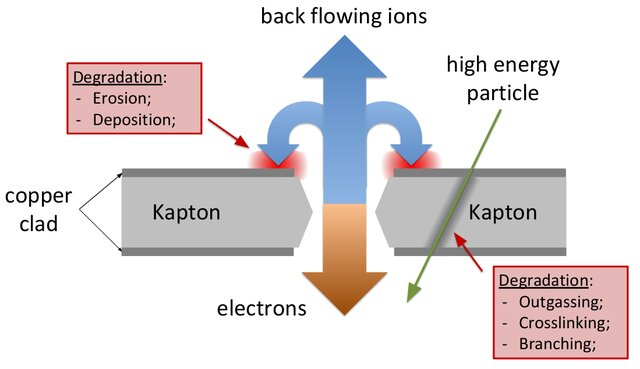 back flowing ions
Degradation:
- Erosion;
- Deposition;
high energy
particle
copper
clad
Kapton
Kapton
electrons
Degradation:
- Outgassing;
- Crosslinking;
- Branching;